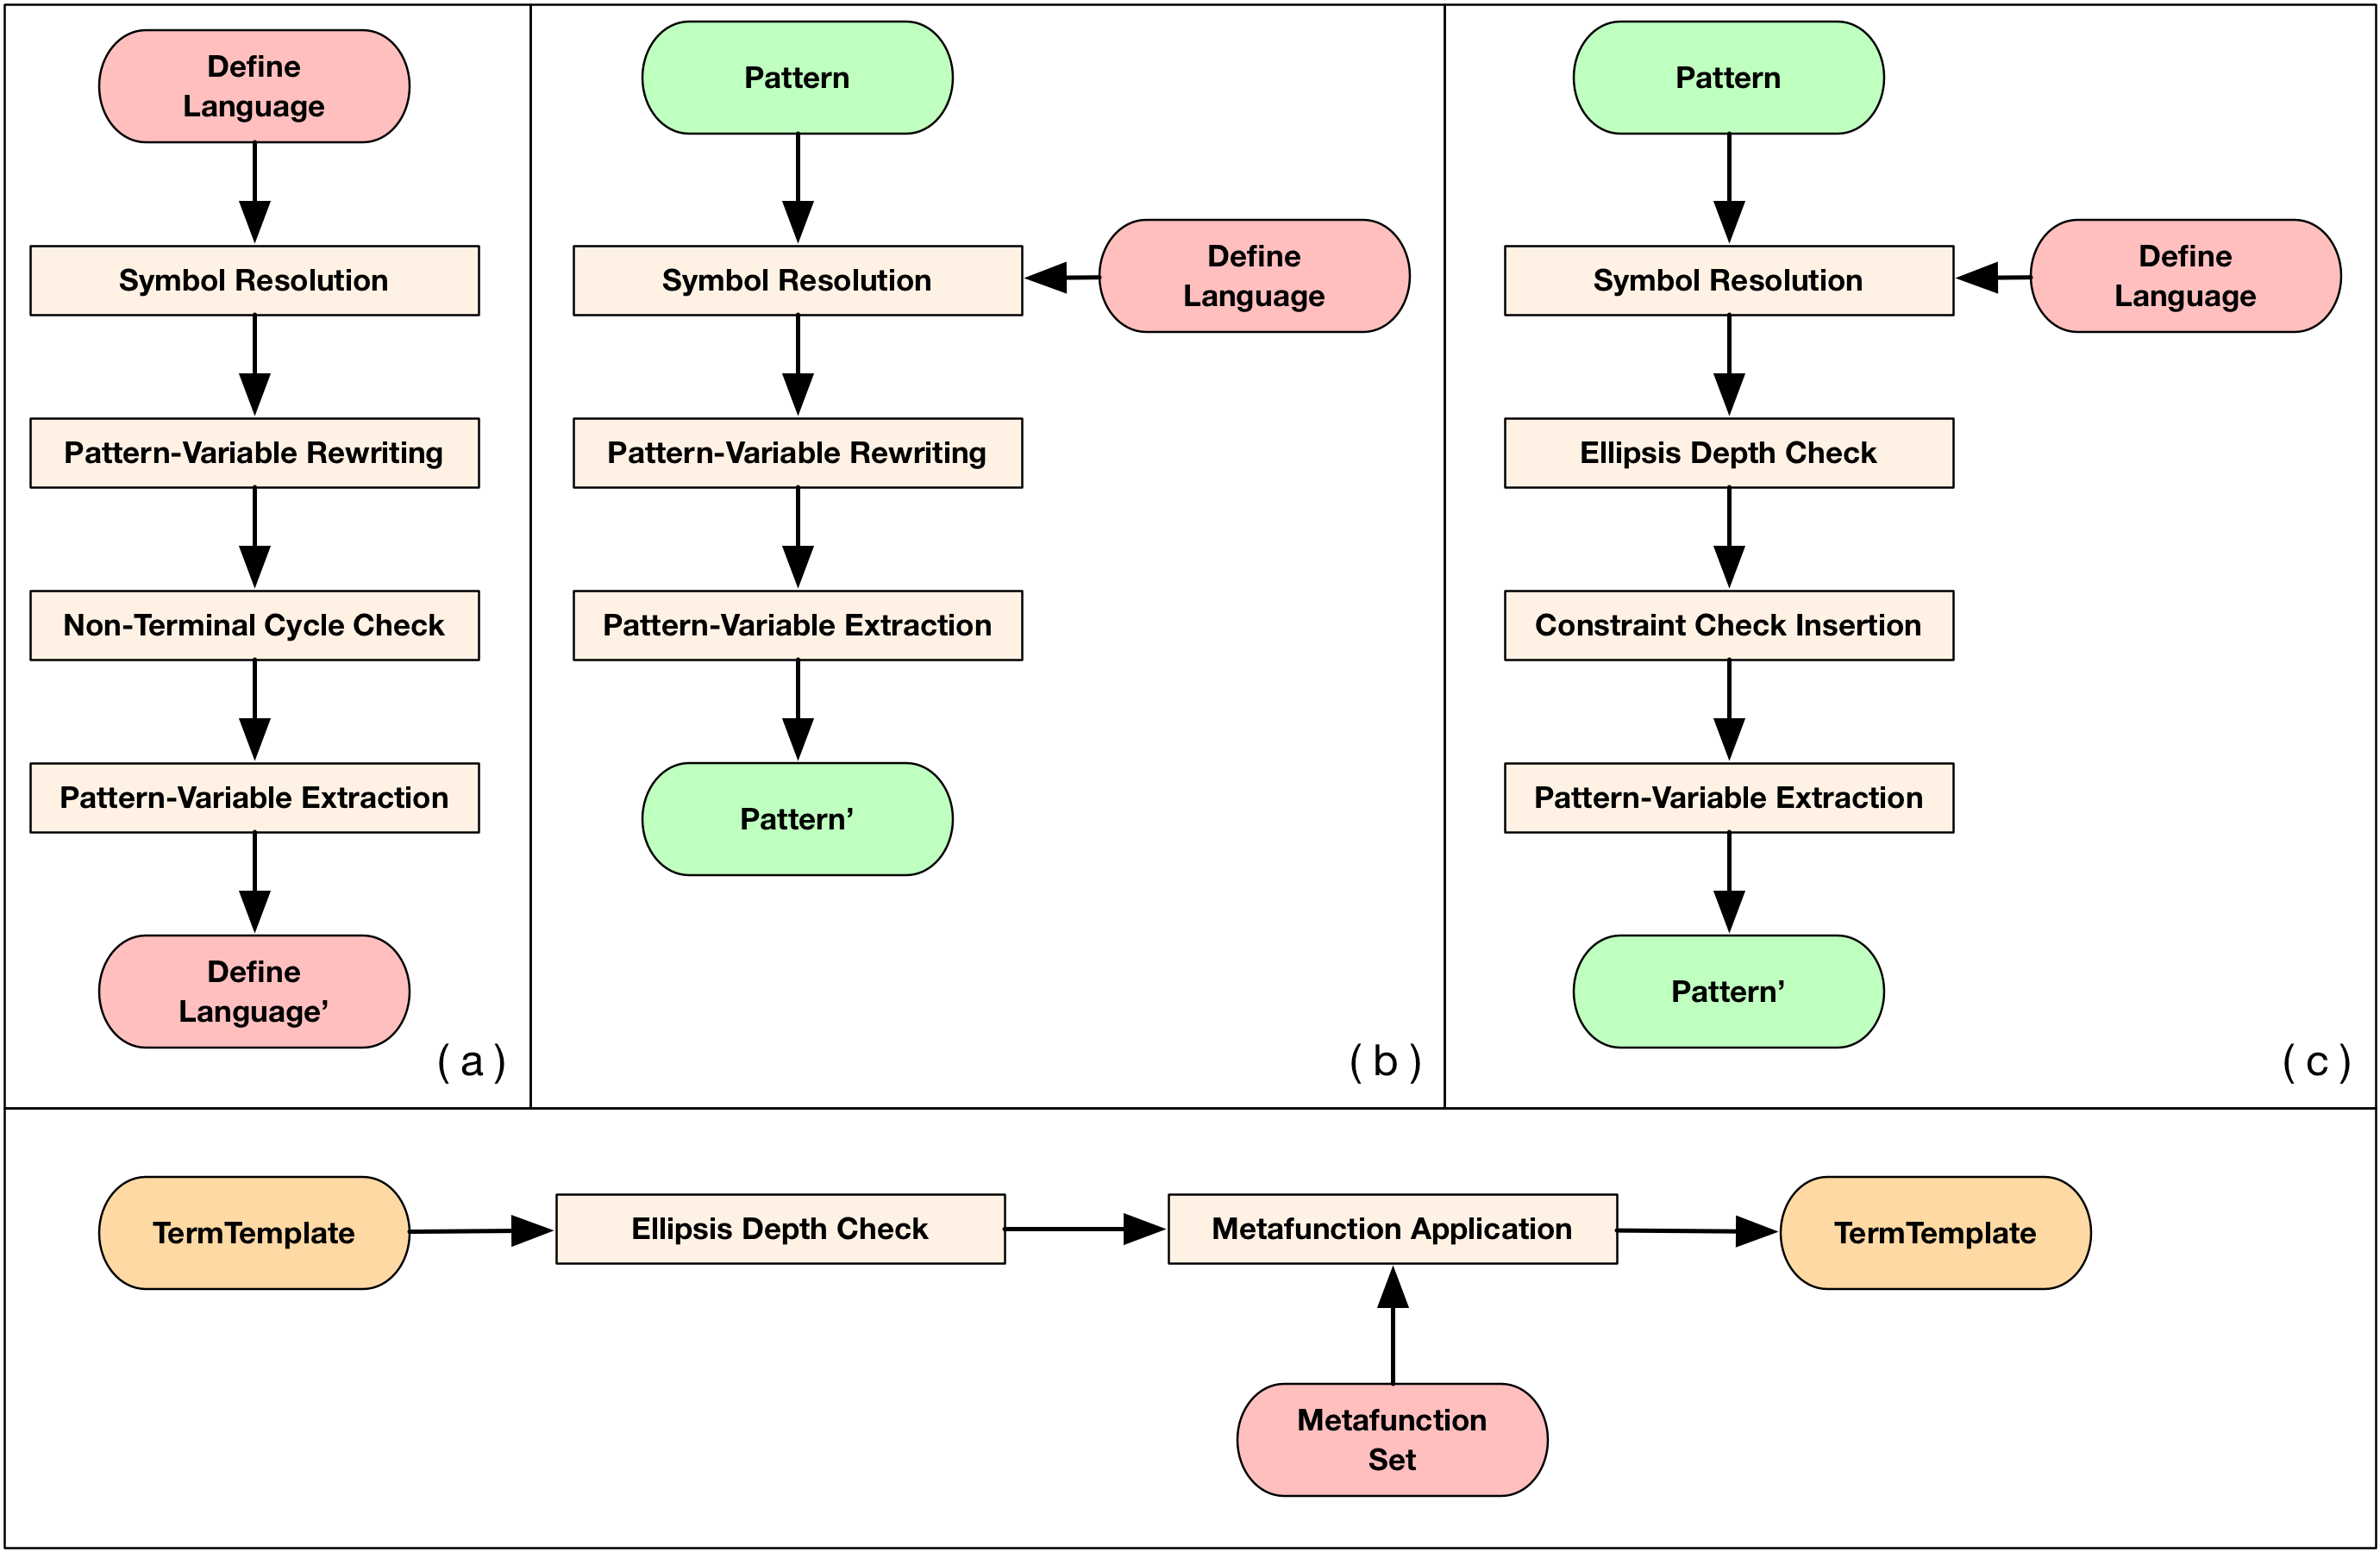 Define
Language
Symbol Resolution
Pattern-Variable Rewriting
Non-Terminal Cycle Check
Pattern-Variable Extraction
Define
Language’
(a)
Pattern
Symbol Resolution
Define
Language
Pattern-Variable Rewriting
Pattern-Variable Extraction
Pattern’
(b)
Pattern
Symbol Resolution
Define
Language
Ellipsis Depth Check
Constraint Check Insertion
Pattern-Variable Extraction
Pattern’
(c)
TermTemplate
Ellipsis Depth Check
Metafunction Application
TermTemplate
Metafunction
Set